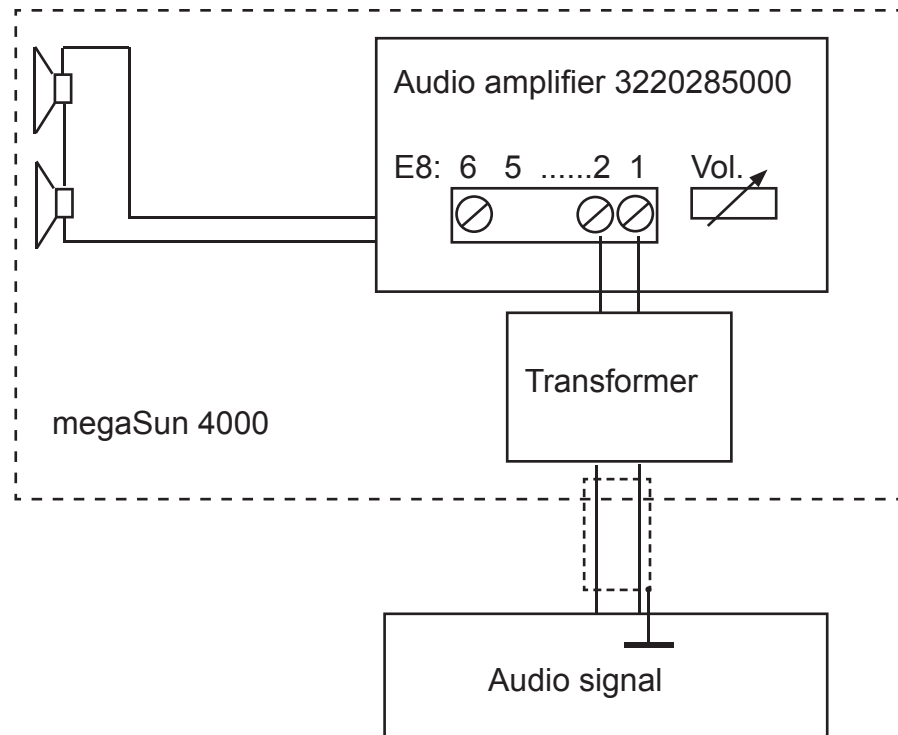 Audio amplifier 3220285000
E8: 6 5 ......2 1 Vol.
Transformer
megaSun 4000
Audio signal